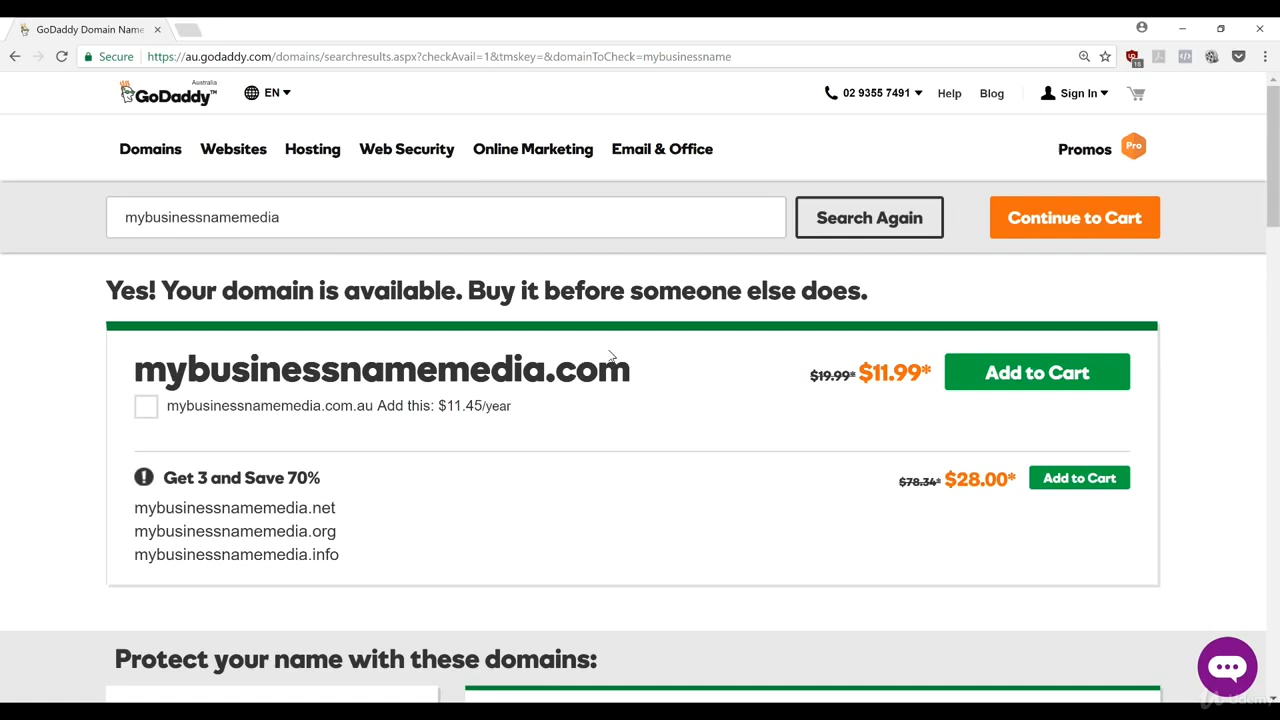 GoDaddy Domain Name
Secure
https://au.godaddy.com/domains/searchresults.aspx?checkAvail=1&tmskey=&domainToCheck=mybusinessname
16
Australia
GoDaddy™
EN
02 9355 7491
Help
Blog
Sign In
Domains
Websites
Hosting
Web Security
Online Marketing
Email & Office
Promos
Pro
mybusinessnamemedia
Search Again
Continue to Cart
Yes! Your domain is available. Buy it before someone else does.
mybusinessnamemedia.com
$19.99* $11.99*
Add to Cart
mybusinessnamemedia.com.au Add this: $11.45/year
Get 3 and Save 70%
$78.34* $28.00*
Add to Cart
mybusinessnamemedia.net
mybusinessnamemedia.org
mybusinessnamemedia.info
Protect your name with these domains:
Udemy